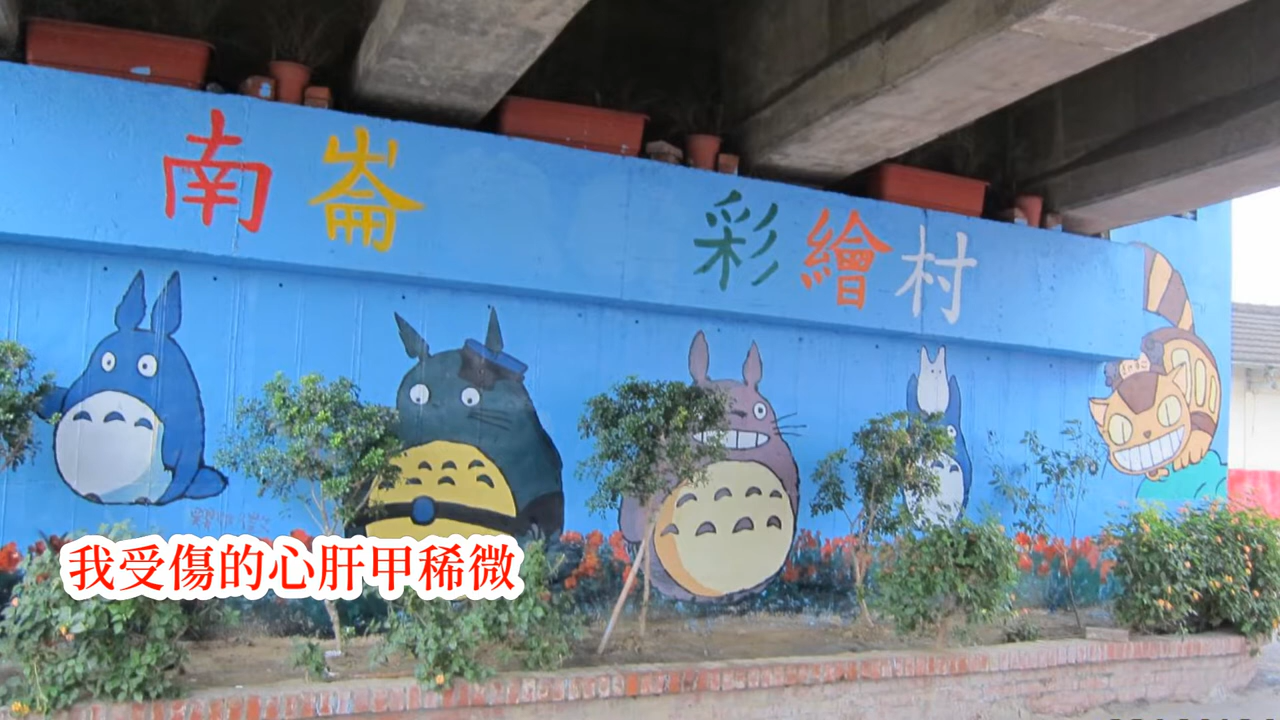 南崙 彩繪村
我受傷的心肝甲稀微